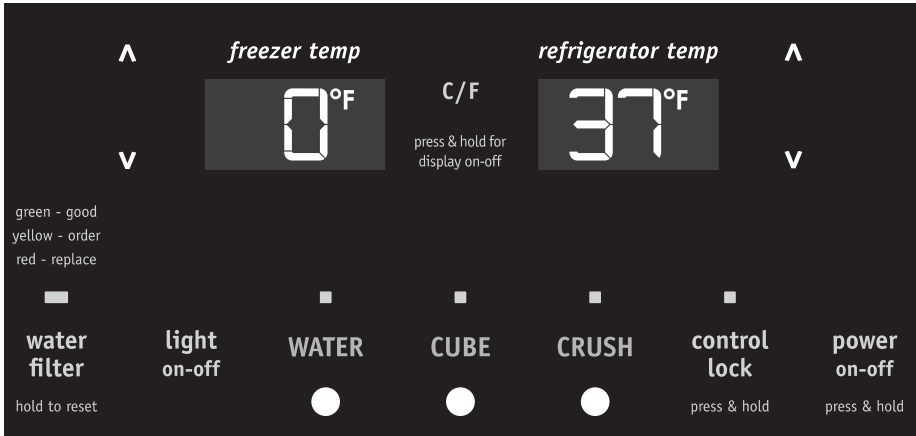 freezer temp
refrigerator temp
0°F
C/F
37°F
press & hold for
display on-off
green - good
yellow - order
red - replace
water
filter
hold to reset
light
on-off
WATER
CUBE
CRUSH
control
lock
press & hold
power
on-off
press & hold